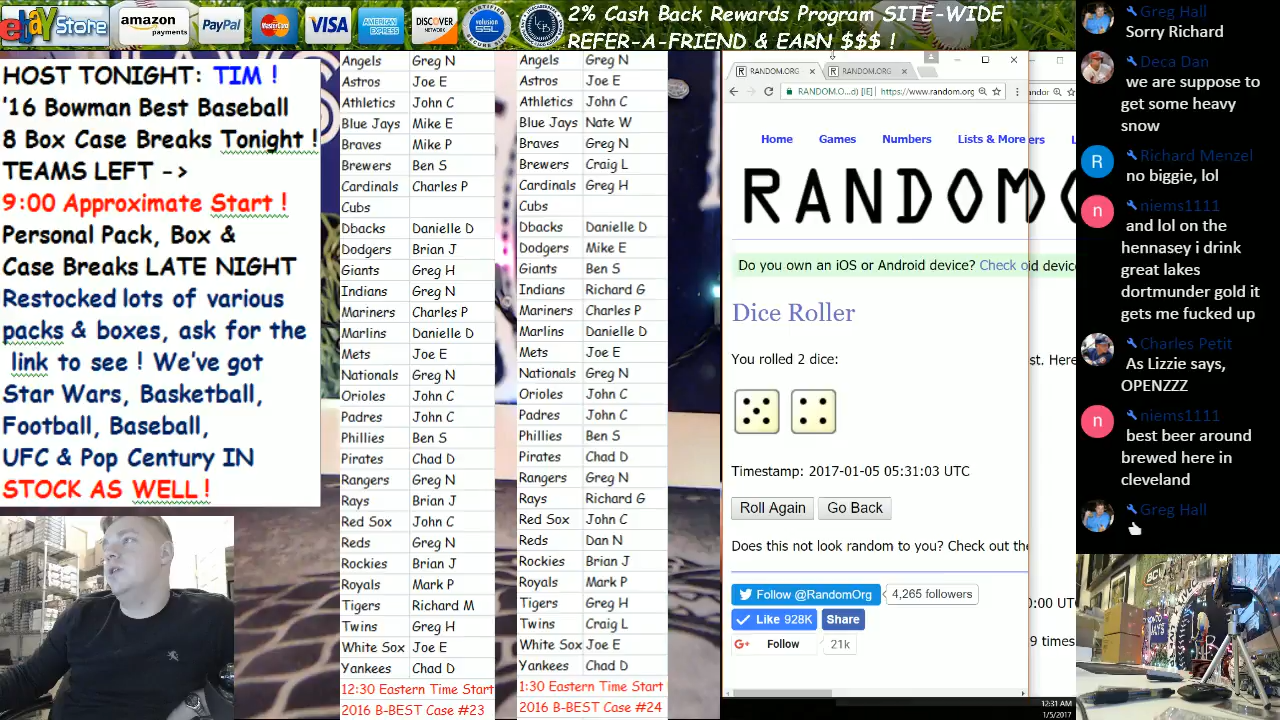 ebay Store
amazon payments
PayPal
MasterCard
VISA
AMERICAN EXPRESS
DISCOVER NETWORK
volusion SSL
2% Cash Back Rewards Program SITE-WIDE
REFER-A-FRIEND & EARN $$$ !
HOST TONIGHT: TIM !
'16 Bowman Best Baseball
8 Box Case Breaks Tonight !
TEAMS LEFT ->
9:00 Approximate Start !
Personal Pack, Box &
Case Breaks LATE NIGHT
Restocked lots of various
packs & boxes, ask for the
link to see ! We've got
Star Wars, Basketball,
Football, Baseball,
UFC & Pop Century IN
STOCK AS WELL !
Angels Greg N
Astros Joe E
Athletics John C
Blue Jays Mike E
Braves Mike P
Brewers Ben S
Cardinals Charles P
Cubs
Dbacks Danielle D
Dodgers Brian J
Giants Greg H
Indians Greg N
Mariners Charles P
Marlins Danielle D
Mets Joe E
Nationals Greg N
Orioles John C
Padres John C
Phillies Ben S
Pirates Chad D
Rangers Greg N
Rays Brian J
Red Sox John C
Reds Greg N
Rockies Brian J
Royals Mark P
Tigers Richard M
Twins Greg H
White Sox Joe E
Yankees Chad D
12:30 Eastern Time Start
2016 B-BEST Case #23
Angels Greg N
Astros Joe E
Athletics John C
Blue Jays Nate W
Braves Greg N
Brewers Craig L
Cardinals Greg H
Cubs
Dbacks Danielle D
Dodgers Mike E
Giants Ben S
Indians Richard G
Mariners Charles P
Marlins Danielle D
Mets Joe E
Nationals Greg N
Orioles John C
Padres John C
Phillies Ben S
Pirates Chad D
Rangers Greg N
Rays Richard G
Red Sox John C
Reds Dan N
Rockies Brian J
Royals Mark P
Tigers Greg H
Twins Craig L
White Sox Joe E
Yankees Chad D
1:30 Eastern Time Start
2016 B-BEST Case #24
RANDOM.ORG
RANDOM.ORG
RANDOM.O...d) [IE] https://www.random.org
Home Games Numbers Lists & More
RANDOM
Do you own an iOS or Android device? Check o
Dice Roller
You rolled 2 dice:
st. Here
Timestamp: 2017-01-05 05:31:03 UTC
Roll Again Go Back
Does this not look random to you? Check out the
Follow @RandomOrg 4,265 followers
Like 928K Share
G+ Follow 21k
9 times
12:31 AM
1/5/2017
Greg Hall
Sorry Richard
Deca Dan
we are suppose to
get some heavy
snow
R
Richard Menzel
no biggie, lol
n
niems1111
and lol on the
hennasey i drink
great lakes
dortmunder gold it
gets me fucked up
Charles Petit
As Lizzie says,
OPENZZZ
n
niems1111
best beer around
brewed here in
cleveland
Greg Hall